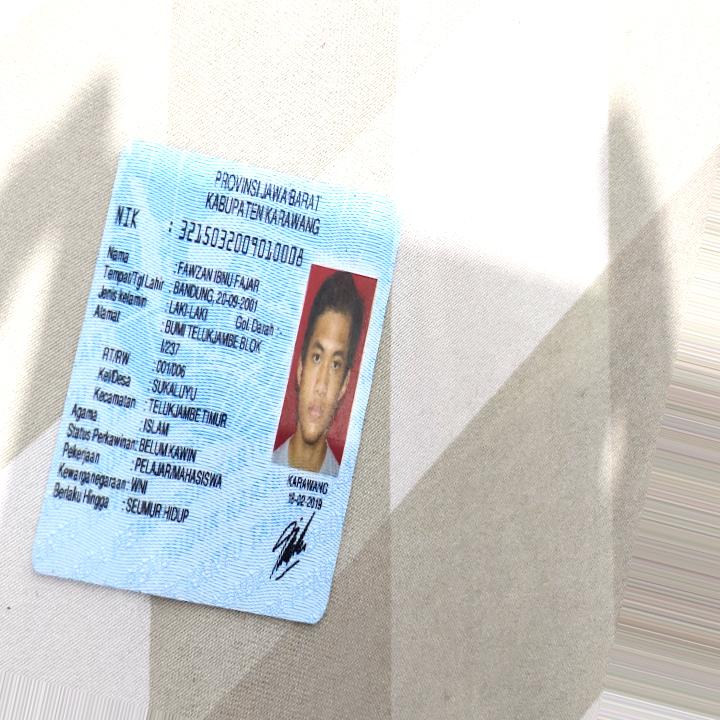 PROVINSI JAWA BARAT
KABUPATEN KARAWANG
NIK : 3215032009010008
Nama : FAWZAN IBNU FAJAR
Tempat/Tgl Lahir : BANDUNG, 20-09-2001
Jenis kelamin : LAKI-LAKI Gol. Darah : -
Alamat : BUMI TELUKJAMBE BLOK
I/237
RT/RW : 001/006
Kel/Desa : SUKALUYU
Kecamatan : TELUKJAMBE TIMUR
Agama : ISLAM
Status Perkawinan: BELUM KAWIN
Pekerjaan : PELAJAR/MAHASISWA
Kewarganegaraan: WNI
Berlaku Hingga : SEUMUR HIDUP
KARAWANG
18-02-2019